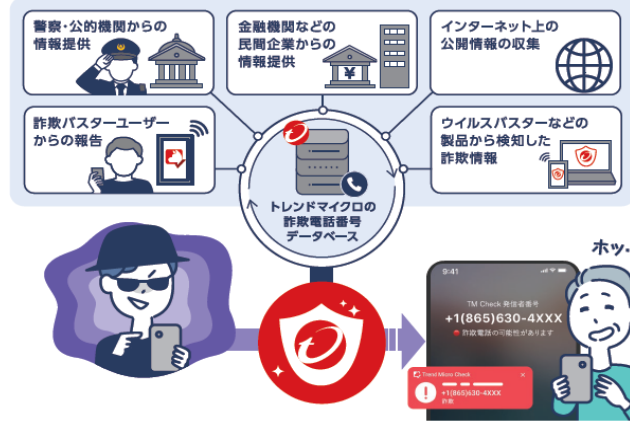 警察・公的機関からの
情報提供
金融機関などの
民間企業からの
情報提供
インターネット上の
公開情報の収集
¥
詐欺バスターユーザー
からの報告
ウイルスバスターなどの
製品から検知した
詐欺情報
トレンドマイクロの
詐欺電話番号
データベース
ホッ..
9:41
TM Check 発信者番号
+1(865)630-4XXX
詐欺電話の可能性があります
Trend Micro Check
+1(865)630-4XXX
詐欺